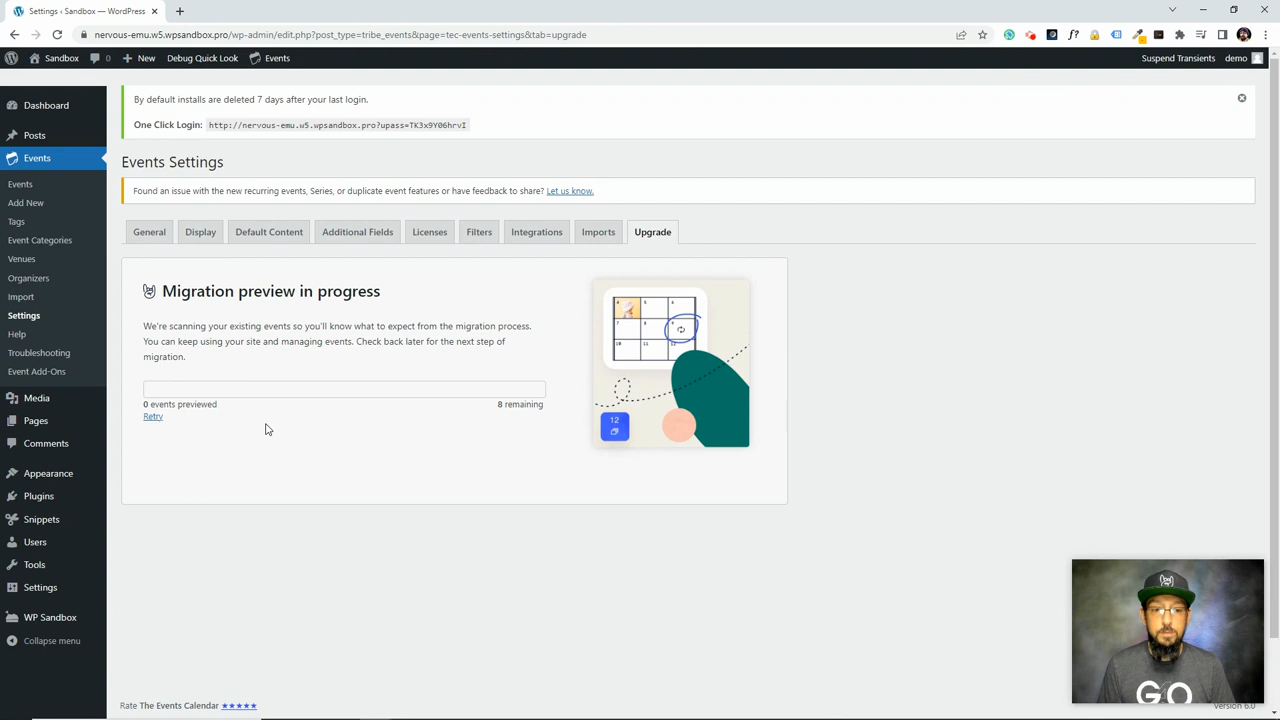 Settings ‹ Sandbox — WordPress
nervous-emu.w5.wpsandbox.pro/wp-admin/edit.php?post_type=tribe_events&page=tec-events-settings&tab=upgrade
Sandbox 0 New Debug Quick Look Events Suspend Transients demo
Dashboard
Posts
Events
Events
Add New
Tags
Event Categories
Venues
Organizers
Import
Settings
Help
Troubleshooting
Event Add-Ons
Media
Pages
Comments
Appearance
Plugins
Snippets
Users
Tools
Settings
WP Sandbox
Collapse menu
By default installs are deleted 7 days after your last login.
One Click Login: http://nervous-emu.w5.wpsandbox.pro?upass=TK3x9Y06hrvI
Events Settings
Found an issue with the new recurring events, Series, or duplicate event features or have feedback to share? Let us know.
General Display Default Content Additional Fields Licenses Filters Integrations Imports Upgrade
Migration preview in progress
We're scanning your existing events so you'll know what to expect from the migration process.
You can keep using your site and managing events. Check back later for the next step of
migration.
0 events previewed 8 remaining
Retry
4 5 6
7 8 9
10 11 12
12
GO
Rate The Events Calendar ★★★★★
Version 6.0